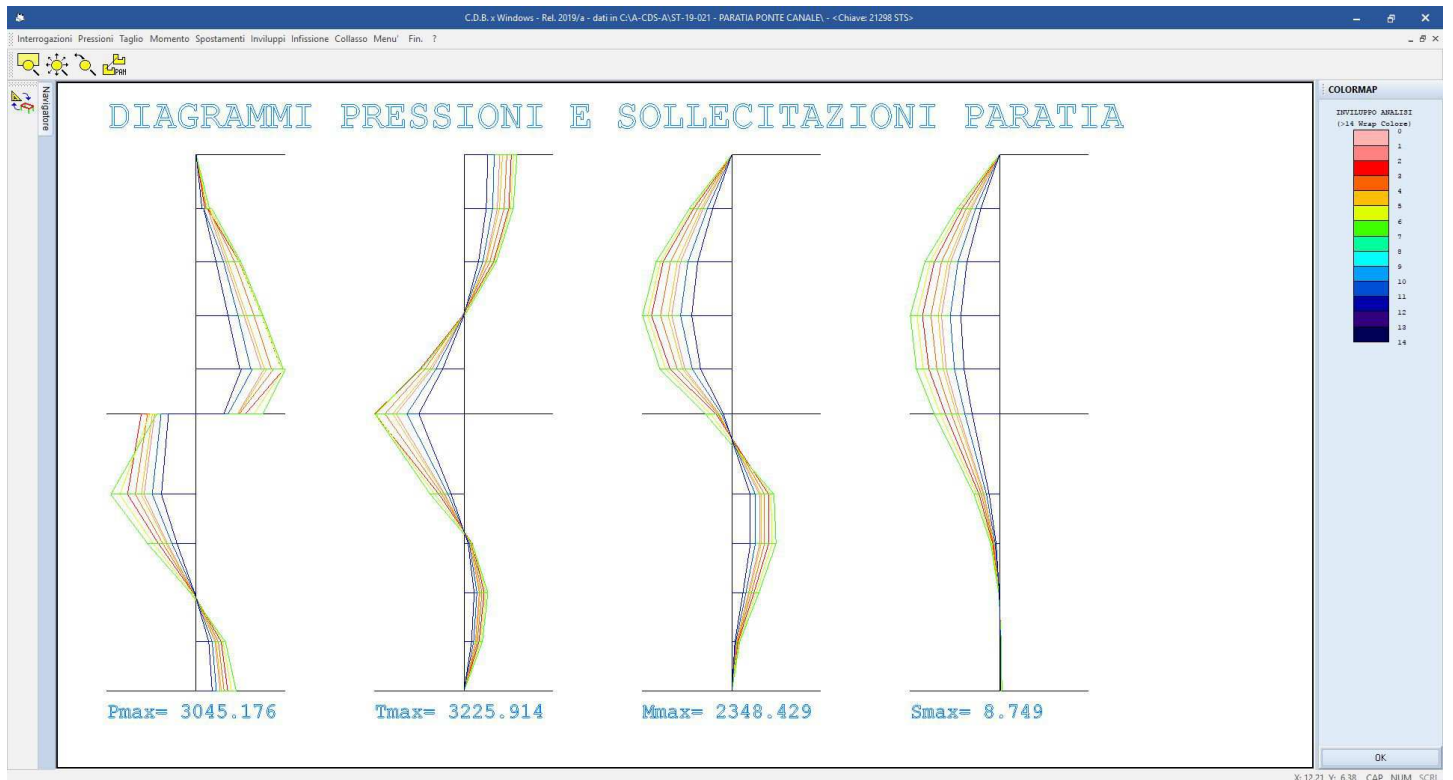 C.D.B. x Windows - Rel. 2019/a - dati in C:\A-CDS-A\ST-19-021 - PARATIA PONTE CANALE\ - <Chiave: 21298 STS>
Interrogazioni Pressioni Taglio Momento Spostamenti Inviluppi Infissione Collasso Menu' Fin. ?
PAN
Navigatore
DIAGRAMMI PRESSIONI E SOLLECITAZIONI PARATIA
Pmax= 3045.176
Tmax= 3225.914
Mmax= 2348.429
Smax= 8.749
COLORMAP
INVILUPPO ANALISI
(>14 Wrap Colore)
0
1
2
3
4
5
6
7
8
9
10
11
12
13
14
OK
X: 12.21 Y: 6.38 CAP NUM SCRL